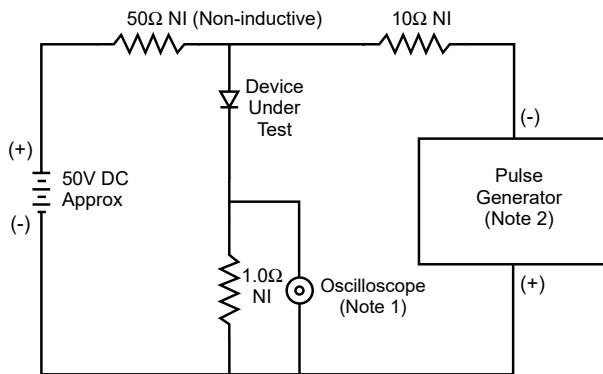 50Ω NI (Non-inductive)
10Ω NI
Device
Under
Test
(-)
(+)
50V DC
Approx
(-)
Pulse
Generator
(Note 2)
1.0Ω
NI
Oscilloscope
(Note 1)
(+)